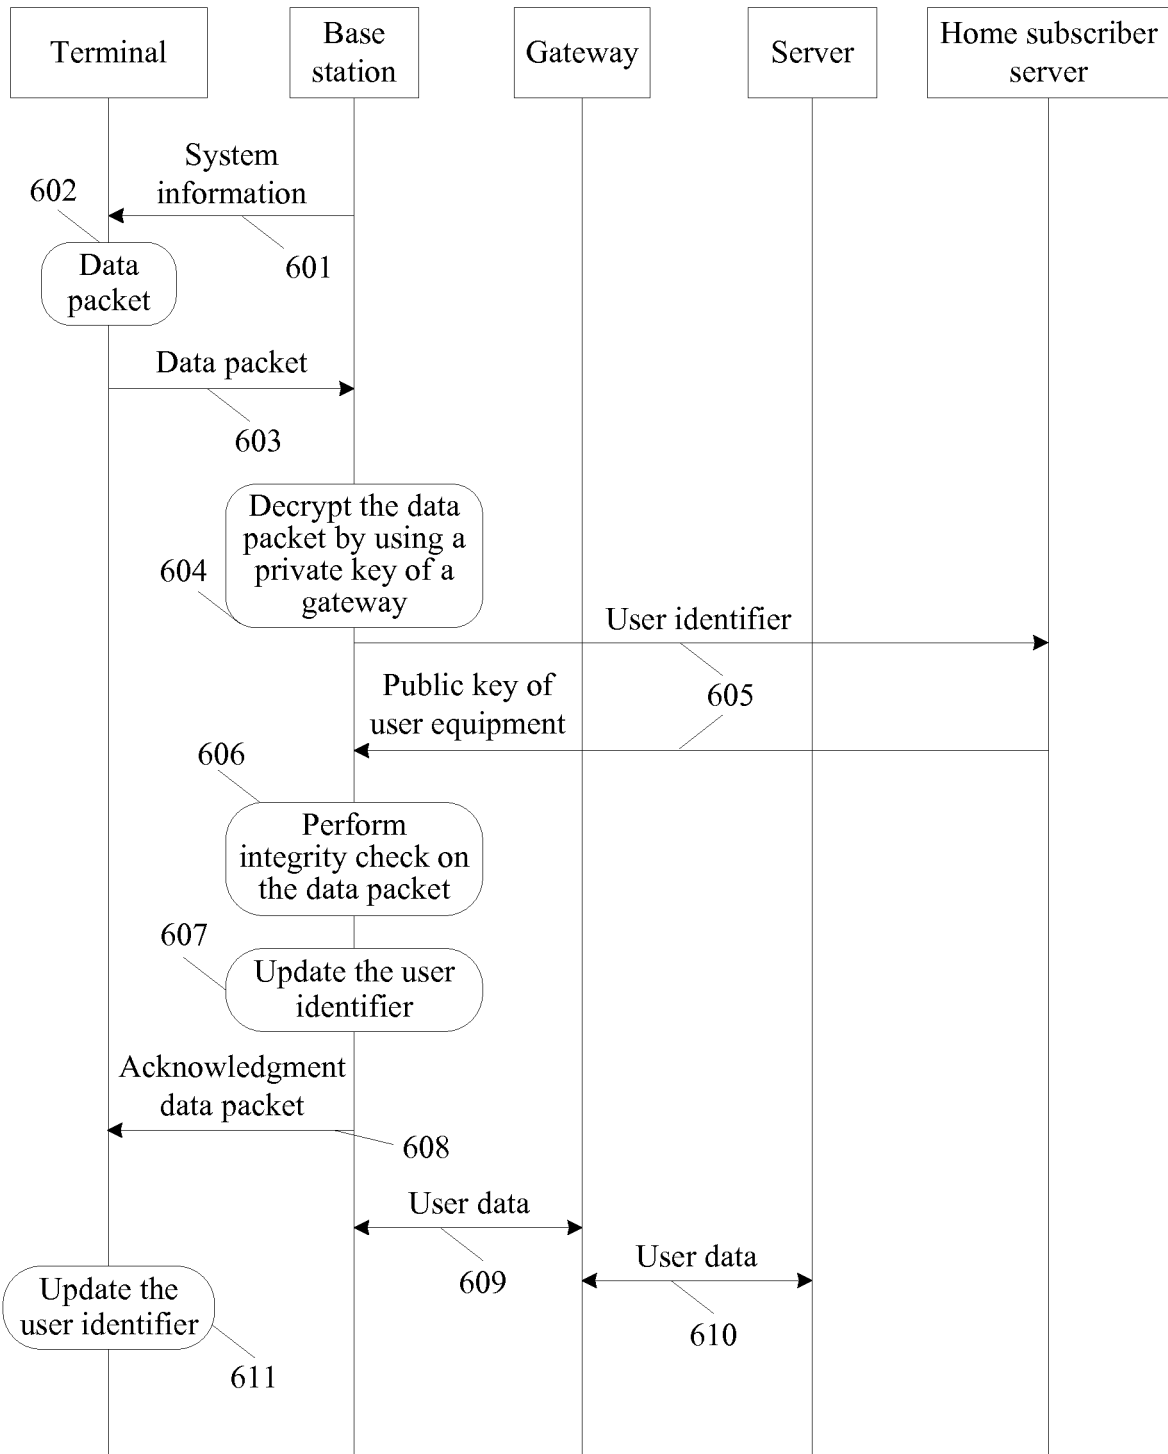 Terminal
Base
station
Gateway
Server
Home subscriber
server
System
information
602
601
Data
packet
Data packet
603
Decrypt the data
packet by using a
private key of a
gateway
604
User identifier
605
Public key of
user equipment
606
Perform
integrity check on
the data packet
607
Update the user
identifier
Acknowledgment
data packet
608
User data
609
User data
610
Update the
user identifier
611